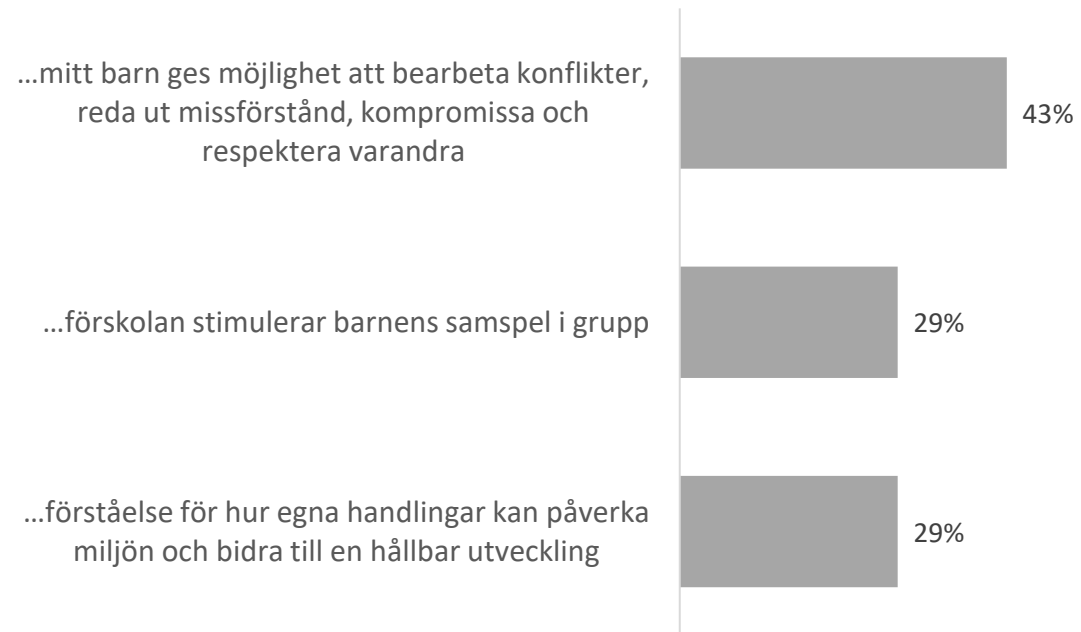 …mitt barn ges möjlighet att bearbeta konflikter,
reda ut missförstånd, kompromissa och
respektera varandra
43%
…förskolan stimulerar barnens samspel i grupp
29%
…förståelse för hur egna handlingar kan påverka
miljön och bidra till en hållbar utveckling
29%